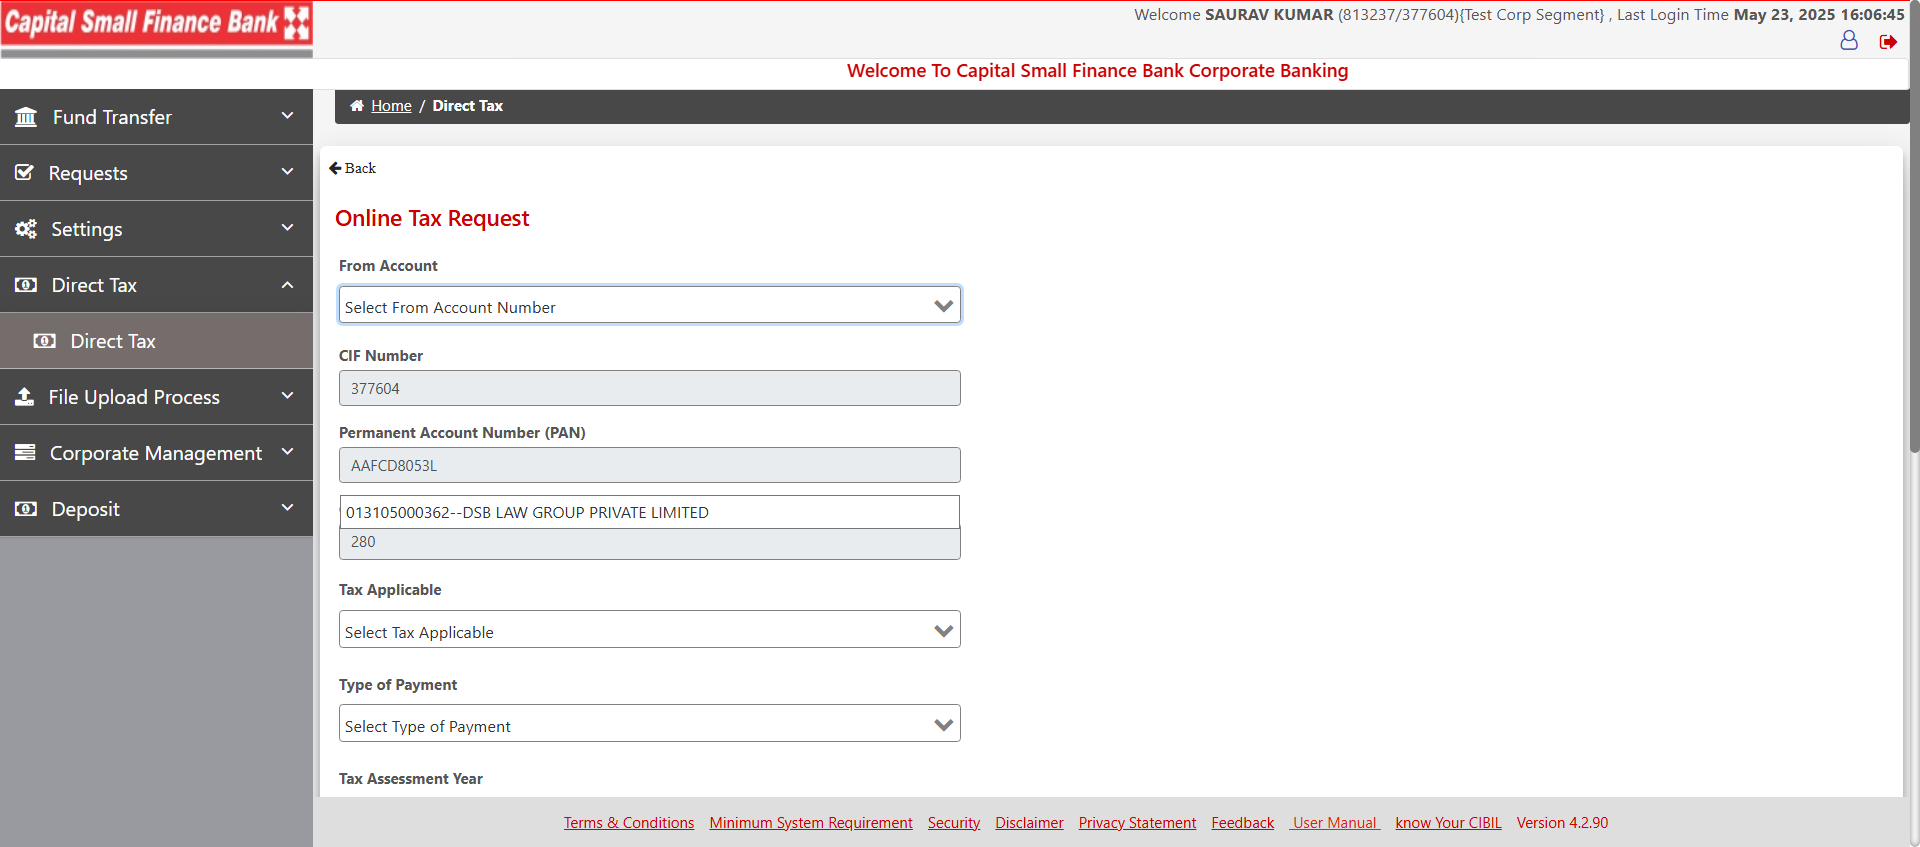 Capital Small Finance Bank
Welcome SAURAV KUMAR (813237/377604){Test Corp Segment} , Last Login Time May 23, 2025 16:06:45
Welcome To Capital Small Finance Bank Corporate Banking
Fund Transfer
Requests
Settings
Direct Tax
Direct Tax
File Upload Process
Corporate Management
Deposit
Home / Direct Tax
Back
Online Tax Request
From Account
Select From Account Number
CIF Number
377604
Permanent Account Number (PAN)
AAFCD8053L
013105000362--DSB LAW GROUP PRIVATE LIMITED
280
Tax Applicable
Select Tax Applicable
Type of Payment
Select Type of Payment
Tax Assessment Year
Terms & Conditions Minimum System Requirement Security Disclaimer Privacy Statement Feedback User Manual know Your CIBIL Version 4.2.90